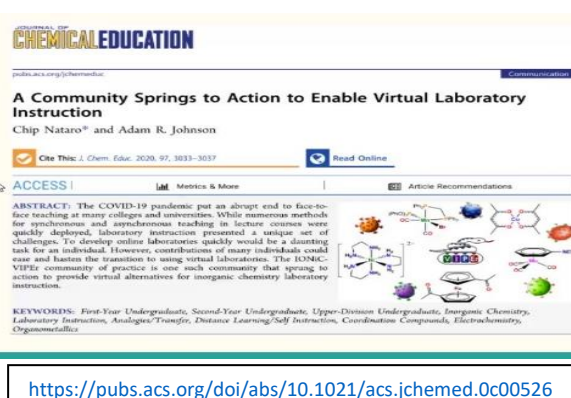 JOURNAL OF
CHEMICAL EDUCATION
pubs.acs.org/jchemeduc
Communication
A Community Springs to Action to Enable Virtual Laboratory
Instruction
Chip Nataro* and Adam R. Johnson
Cite This: J. Chem. Educ. 2020, 97, 3033−3037
Read Online
ACCESS
Metrics & More
Article Recommendations
ABSTRACT: The COVID-19 pandemic put an abrupt end to face-to-
face teaching at many colleges and universities. While numerous methods
for synchronous and asynchronous teaching in lecture courses were
quickly deployed, laboratory instruction presented a unique set of
challenges. To develop online laboratories quickly would be a daunting
task for an individual. However, contributions of many individuals could
ease and hasten the transition to using virtual laboratories. The IONiC-
VIPEr community of practice is one such community that sprang to
action to provide virtual alternatives for inorganic chemistry laboratory
instruction.
VIPEr
KEYWORDS: First-Year Undergraduate, Second-Year Undergraduate, Upper-Division Undergraduate, Inorganic Chemistry,
Laboratory Instruction, Analogies/Transfer, Distance Learning/Self Instruction, Coordination Compounds, Electrochemistry,
Organometallics
https://pubs.acs.org/doi/abs/10.1021/acs.jchemed.0c00526